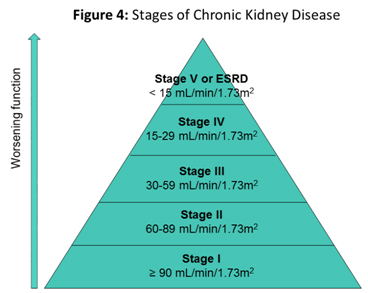 Figure 4: Stages of Chronic Kidney Disease
Worsening function
Stage V or ESRD
< 15 mL/min/1.73m²
Stage IV
15-29 mL/min/1.73m²
Stage III
30-59 mL/min/1.73m²
Stage II
60-89 mL/min/1.73m²
Stage I
≥ 90 mL/min/1.73m²